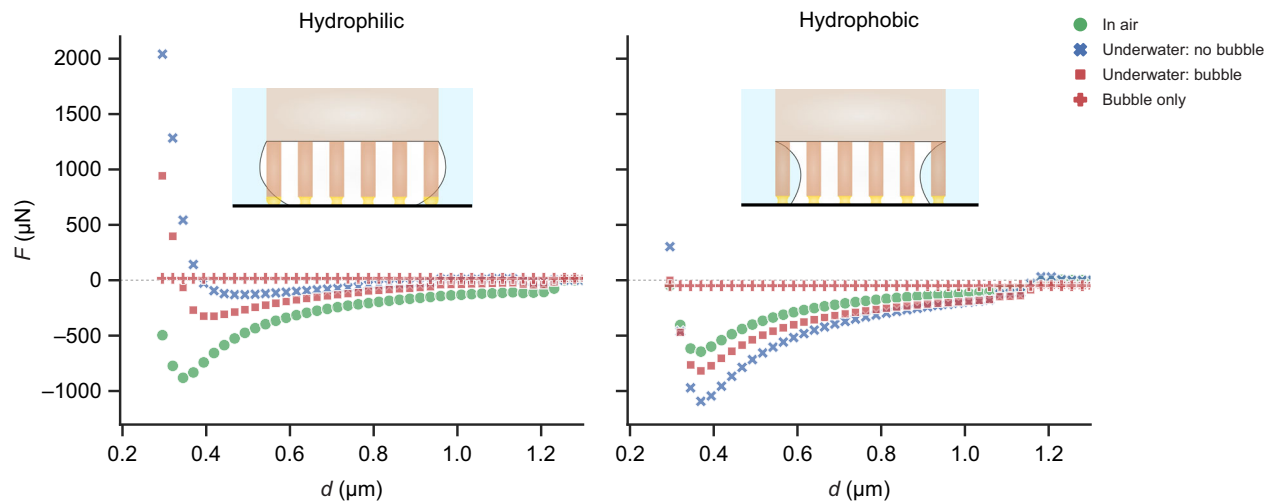 Hydrophilic
Hydrophobic
In air
Underwater: no bubble
Underwater: bubble
Bubble only
F (μN)
2000
1500
1000
500
0
−500
−1000
0.2 0.4 0.6 0.8 1.0 1.2
0.2 0.4 0.6 0.8 1.0 1.2
d (μm)
d (μm)